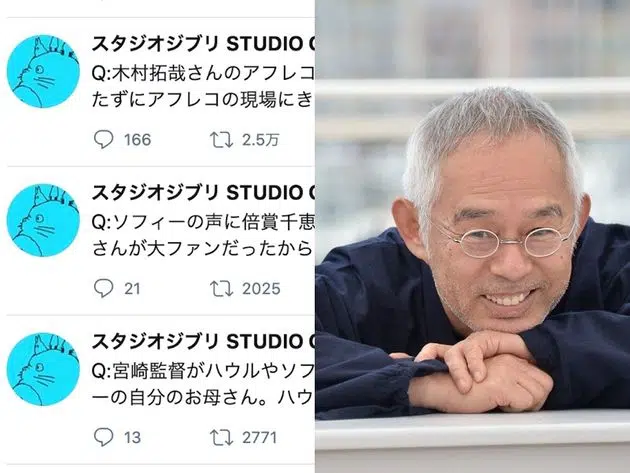 スタジオジブリ STUDIO
Q:木村拓哉さんのアフレコ
たずにアフレコの現場にき
166 2.5万
スタジオジブリ STUDIO
Q:ソフィーの声に倍賞千恵
さんが大ファンだったから
21 2025
スタジオジブリ STUDIO
Q:宮崎監督がハウルやソフ
ーの自分のお母さん。ハウ
13 2771